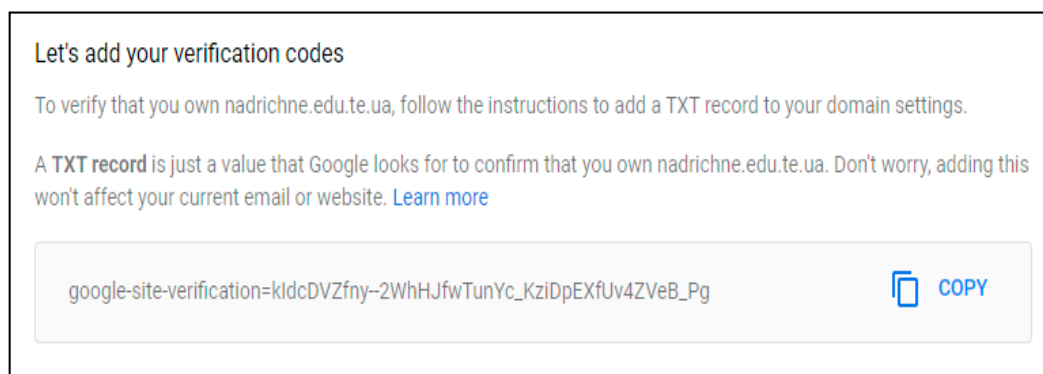 Let's add your verification codes
To verify that you own nadrichne.edu.te.ua, follow the instructions to add a TXT record to your domain settings.
A TXT record is just a value that Google looks for to confirm that you own nadrichne.edu.te.ua. Don't worry, adding this
won't affect your current email or website. Learn more
google-site-verification=kIdcDVZfny--2WhHJfwTunYc_KziDpEXfUv4ZVeB_Pg COPY